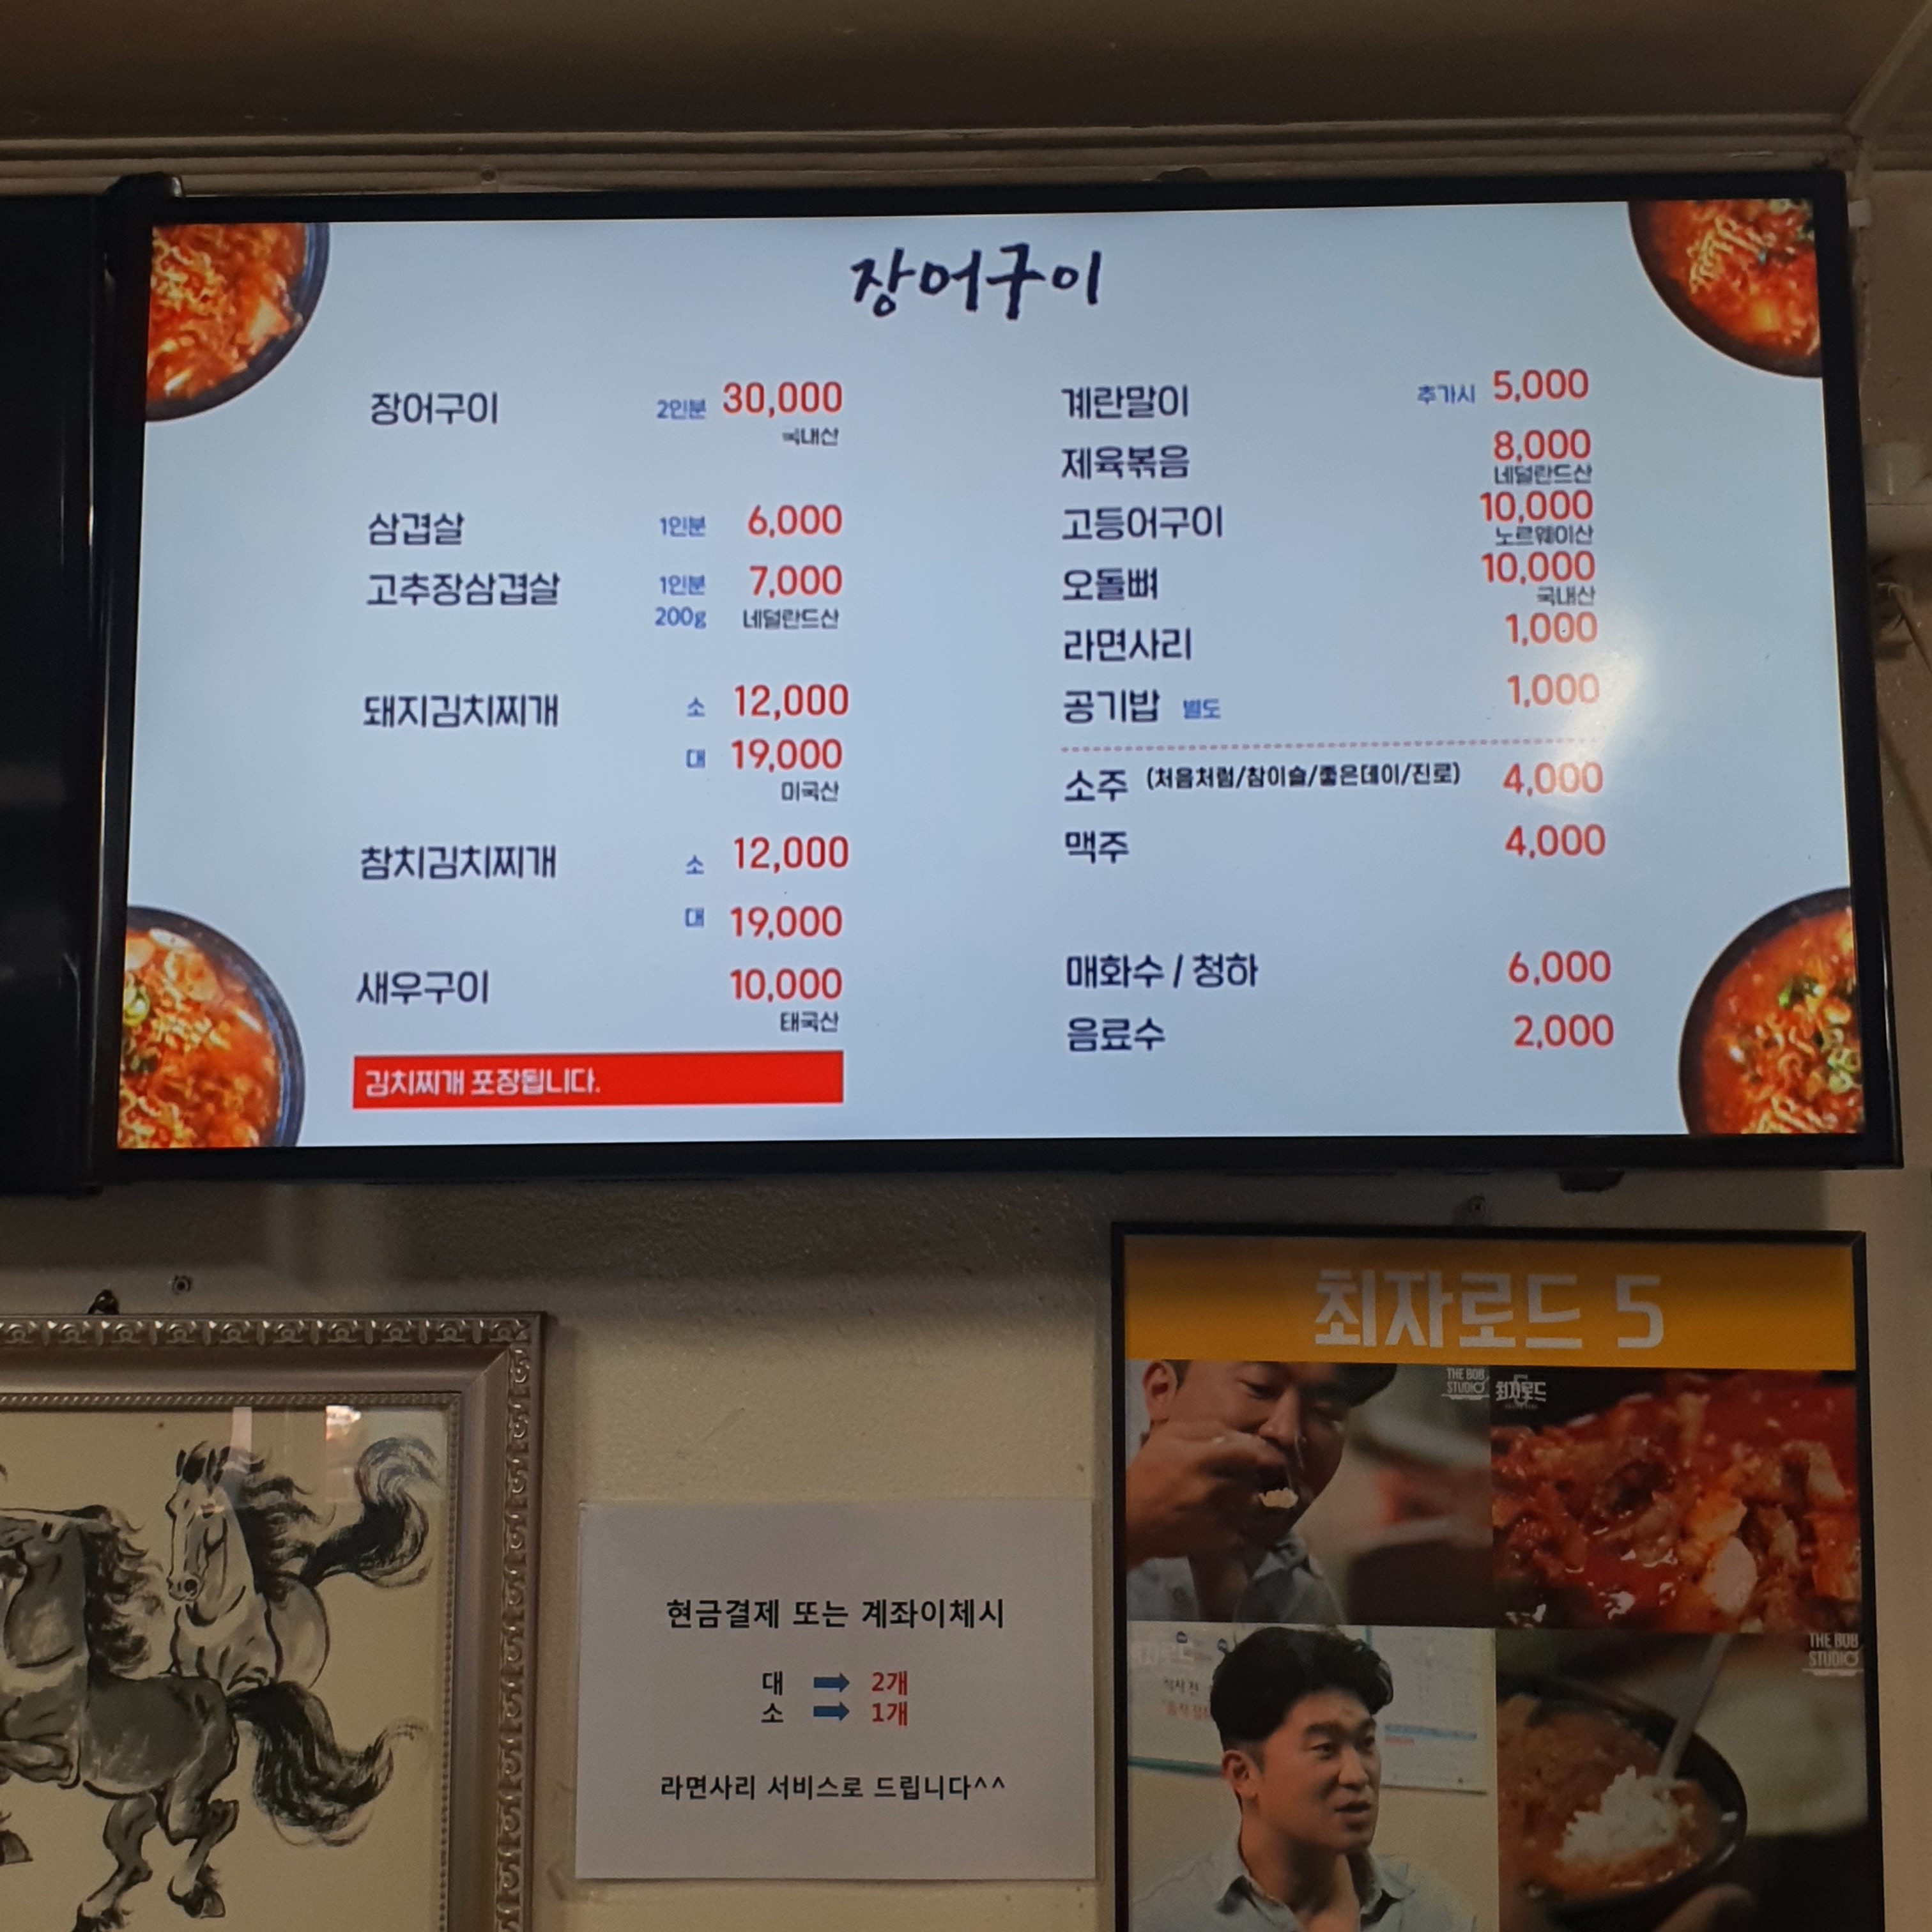 장어구이
장어구이 2인분 30,000
국내산
삼겹살 1인분 6,000
고추장삼겹살 1인분 7,000
200g 네덜란드산
돼지김치찌개 소 12,000
대 19,000
미국산
참치김치찌개 소 12,000
대 19,000
새우구이 10,000
태국산
김치찌개 포장됩니다.
계란말이 추가시 5,000
제육볶음 8,000
네덜란드산
고등어구이 10,000
노르웨이산
오돌뼈 10,000
국내산
라면사리 1,000
공기밥 별도 1,000
소주 (처음처럼/참이슬/좋은데이/진로) 4,000
맥주 4,000
매화수 / 청하 6,000
음료수 2,000
현금결제 또는 계좌이체시
대 ➡ 2개
소 ➡ 1개
라면사리 서비스로 드립니다^^
최자로드 5
THE BOB
STUDIO
최자로드
THE BOB
STUDIO